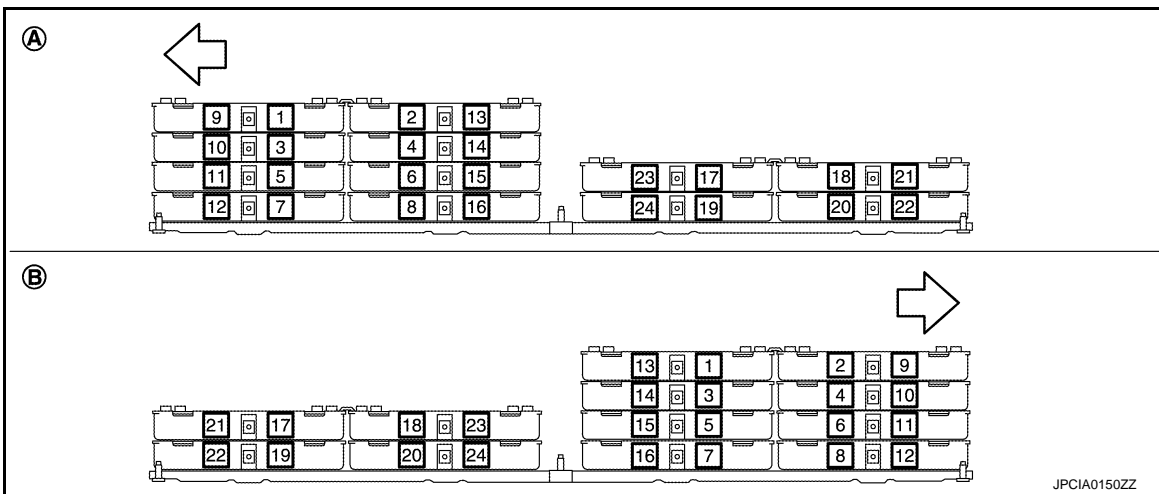 A
9 1 2 13
10 3 4 14
11 5 6 15 23 17 18 21
12 7 8 16 24 19 20 22
B
13 1 2 9
14 3 4 10
21 17 18 23 15 5 6 11
22 19 20 24 16 7 8 12
JPCIA0150ZZ